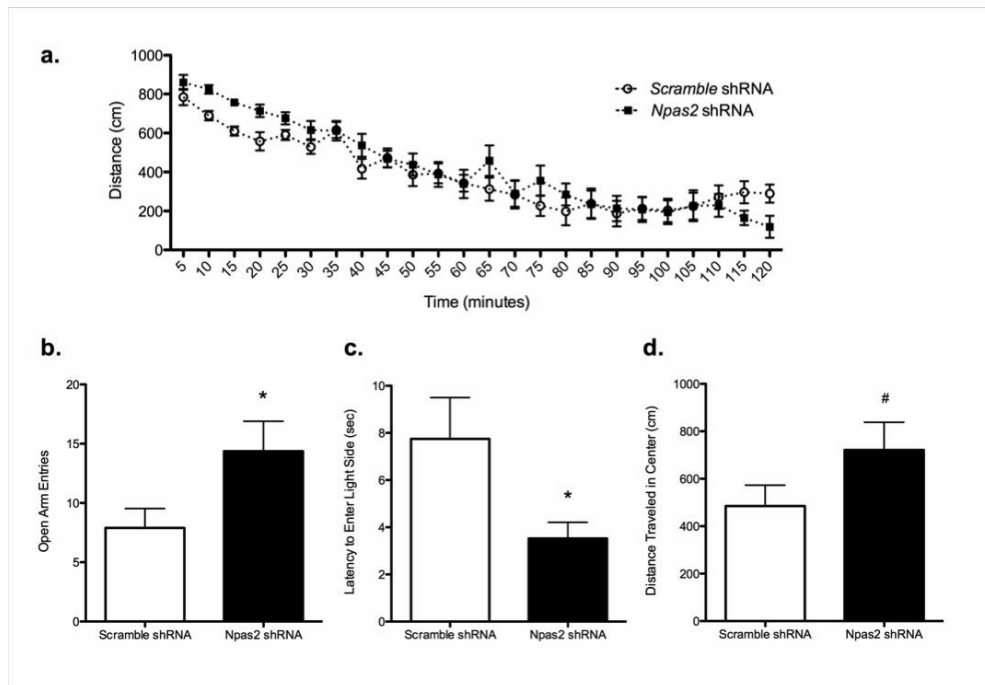 a.
1000
800
600
400
200
0
Distance (cm)
Scramble shRNA
Npas2 shRNA
5 10 15 20 25 30 35 40 45 50 55 60 65 70 75 80 85 90 95 100 105 110 115 120
Time (minutes)
b.
20
15
10
5
0
Open Arm Entries
*
Scramble shRNA Npas2 shRNA
c.
10
8
6
4
2
0
Latency to Enter Light Side (sec)
*
Scramble shRNA Npas2 shRNA
d.
1000
800
600
400
200
0
Distance Traveled in Center (cm)
#
Scramble shRNA Npas2 shRNA